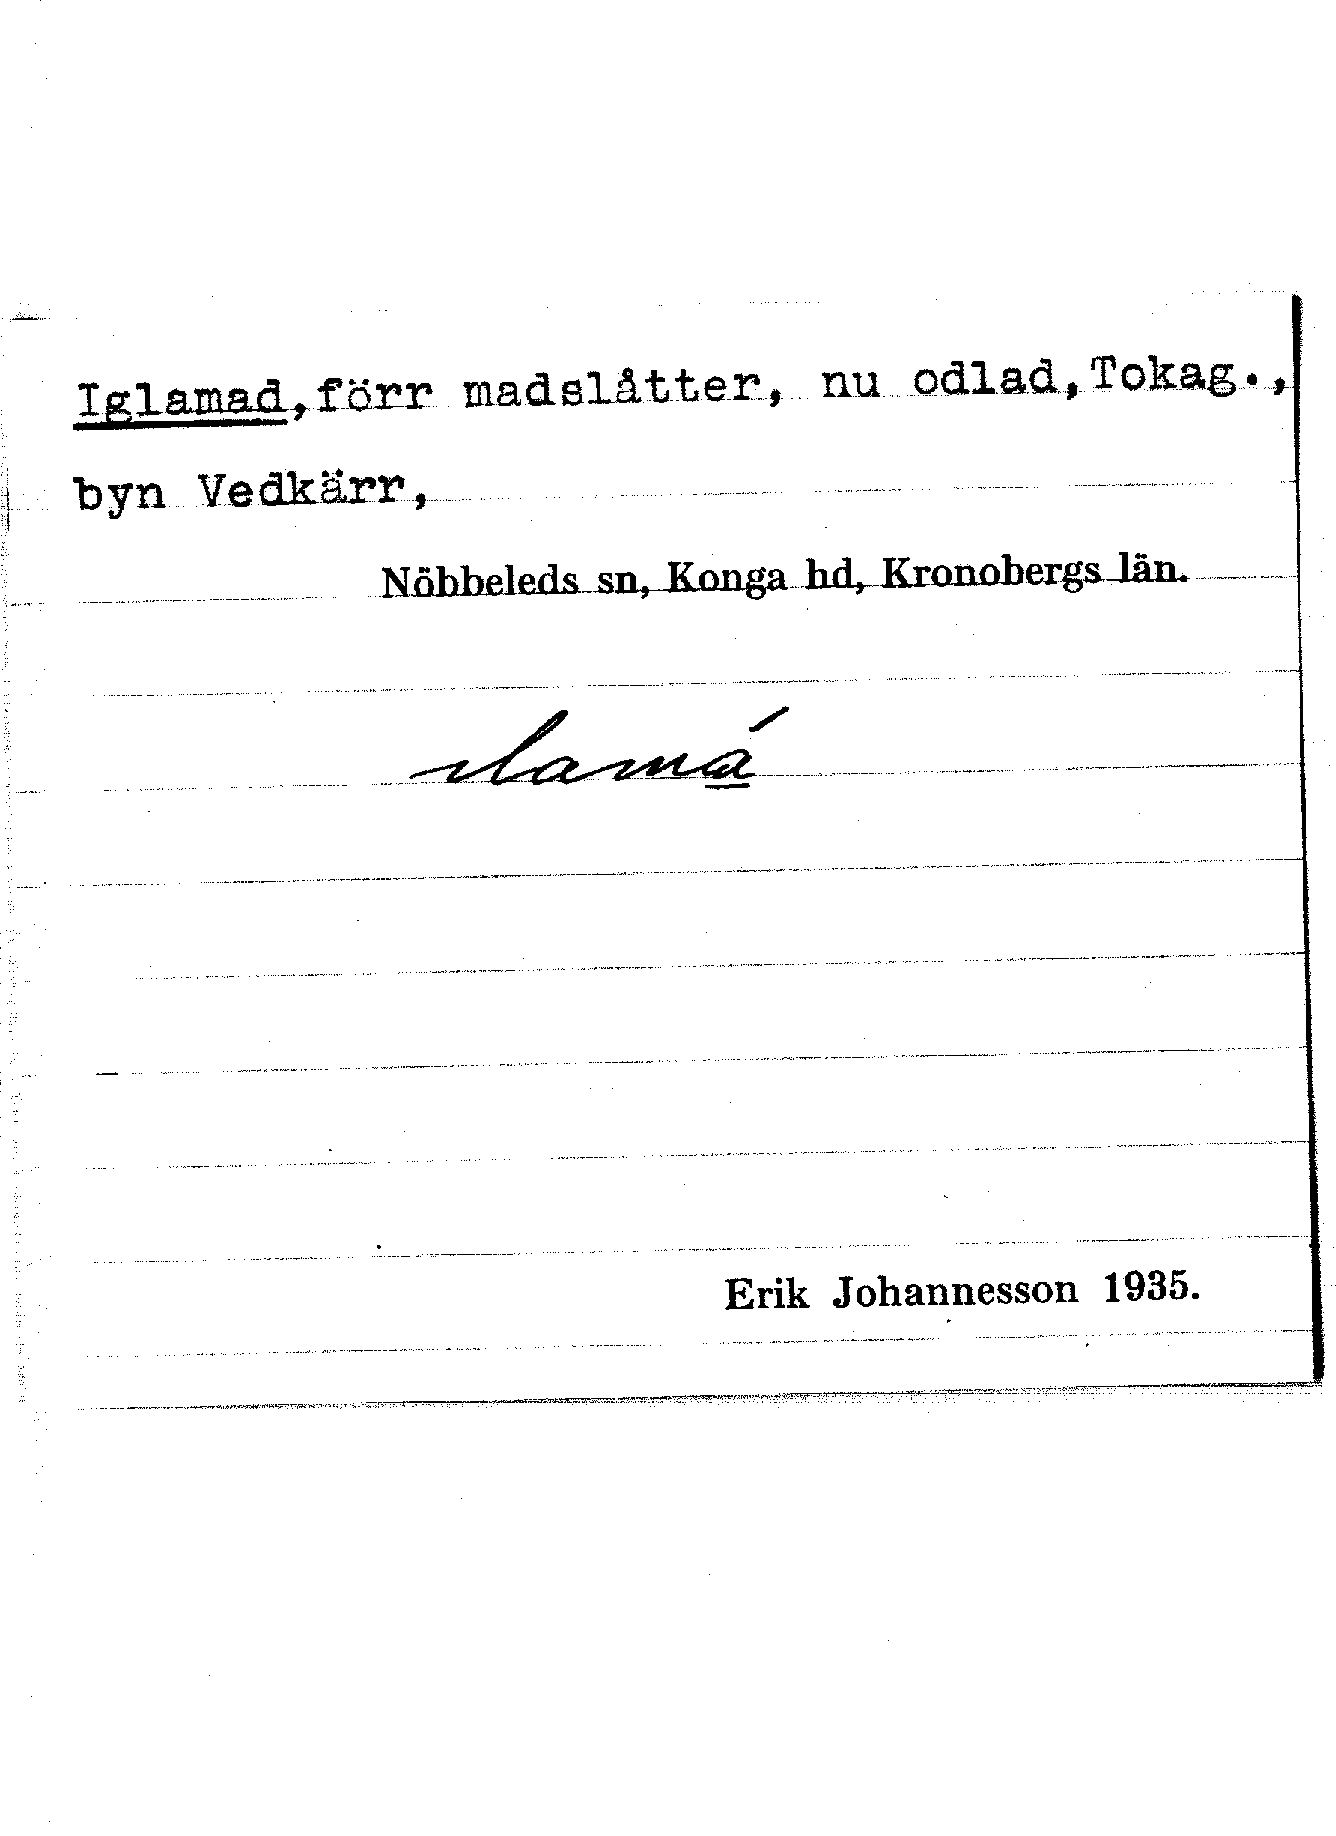 Iglamad, förr madslåtter, nu odlad, Tokag.,
byn Vedkärr,
Nöbbeleds sn, Konga hd, Kronobergs län.
Erik Johannesson 1935.